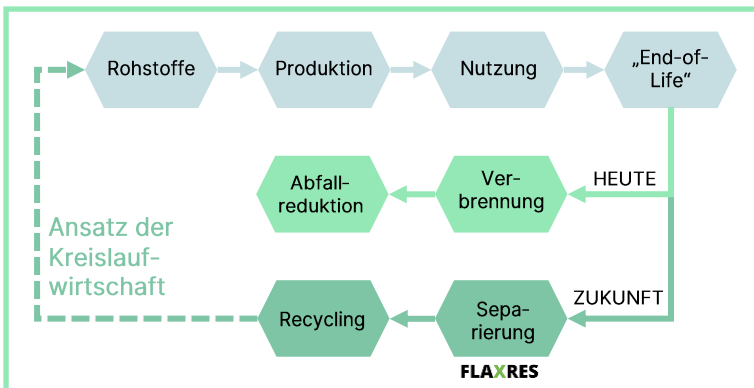 Rohstoffe
Produktion
Nutzung
„End-of-
Life“
Abfall-
reduktion
Ver-
brennung
HEUTE
Ansatz der
Kreislauf-
wirtschaft
Recycling
Sepa-
rierung
ZUKUNFT
FLAXRES